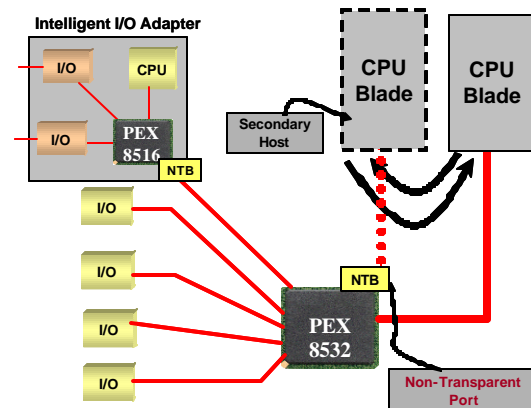 Intelligent I/O Adapter
I/O
CPU
I/O
PEX
8516
NTB
CPU
Blade
CPU
Blade
Secondary
Host
I/O
I/O
I/O
I/O
NTB
PEX
8532
Non-Transparent
Port